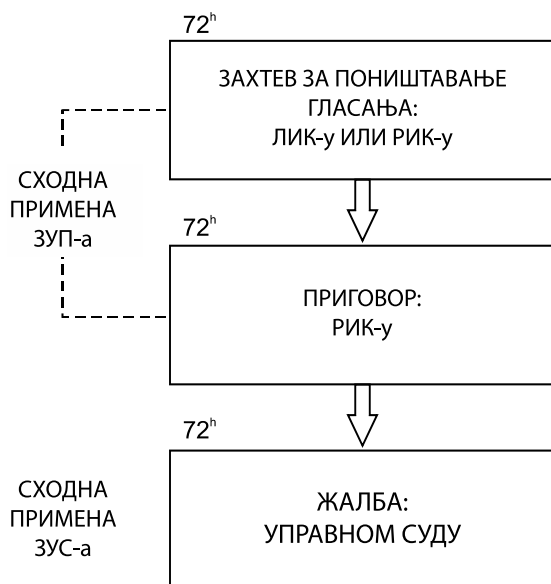 72ʰ
ЗАХТЕВ ЗА ПОНИШТАВАЊЕ
ГЛАСАЊА:
ЛИК-у ИЛИ РИК-у
СХОДНА
ПРИМЕНА
ЗУП-а
72ʰ
ПРИГОВОР:
РИК-у
72ʰ
ЖАЛБА:
УПРАВНОМ СУДУ
СХОДНА
ПРИМЕНА
ЗУС-а